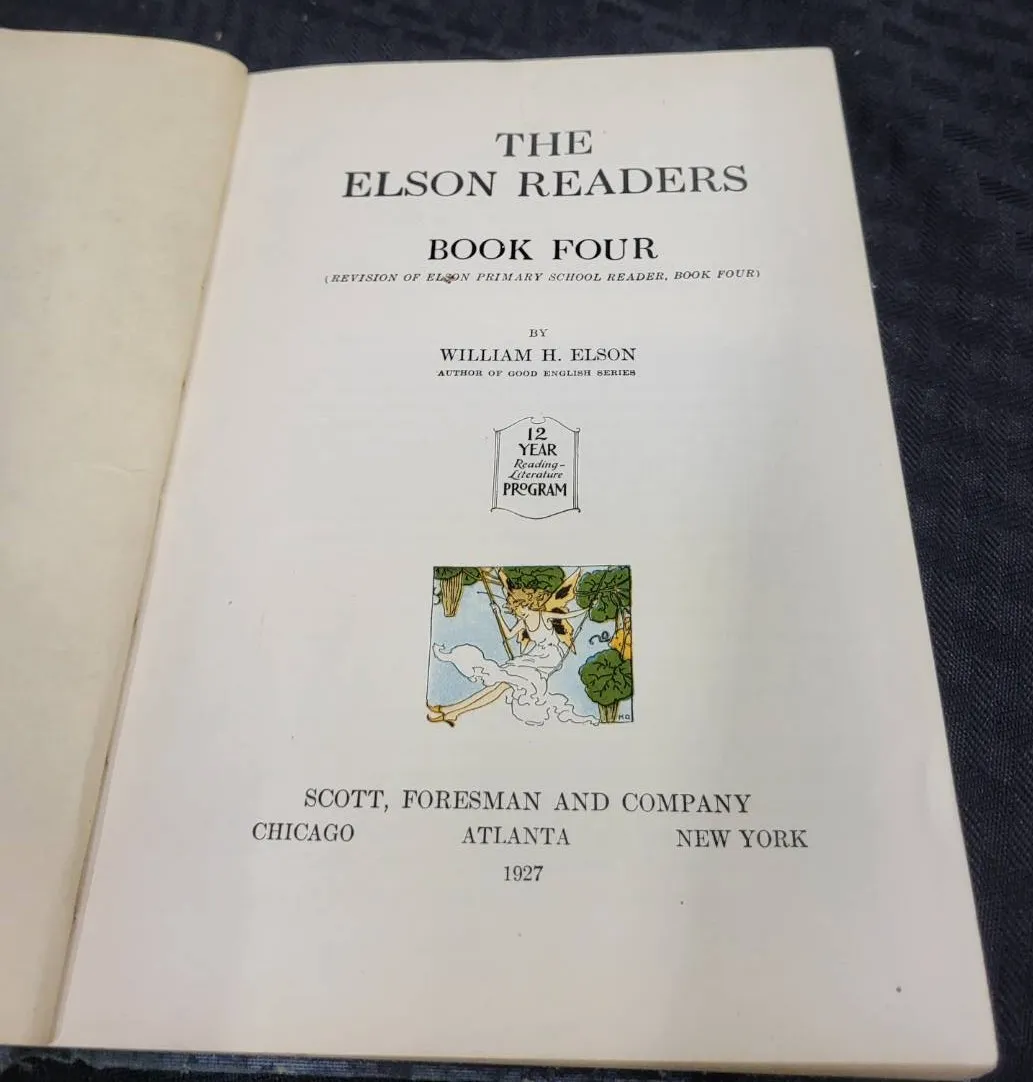 THE
ELSON READERS
BOOK FOUR
(REVISION OF ELSON PRIMARY SCHOOL READER, BOOK FOUR)
BY
WILLIAM H. ELSON
AUTHOR OF GOOD ENGLISH SERIES
12
YEAR
Reading-
Literature
PROGRAM
HO
SCOTT, FORESMAN AND COMPANY
CHICAGO ATLANTA NEW YORK
1927